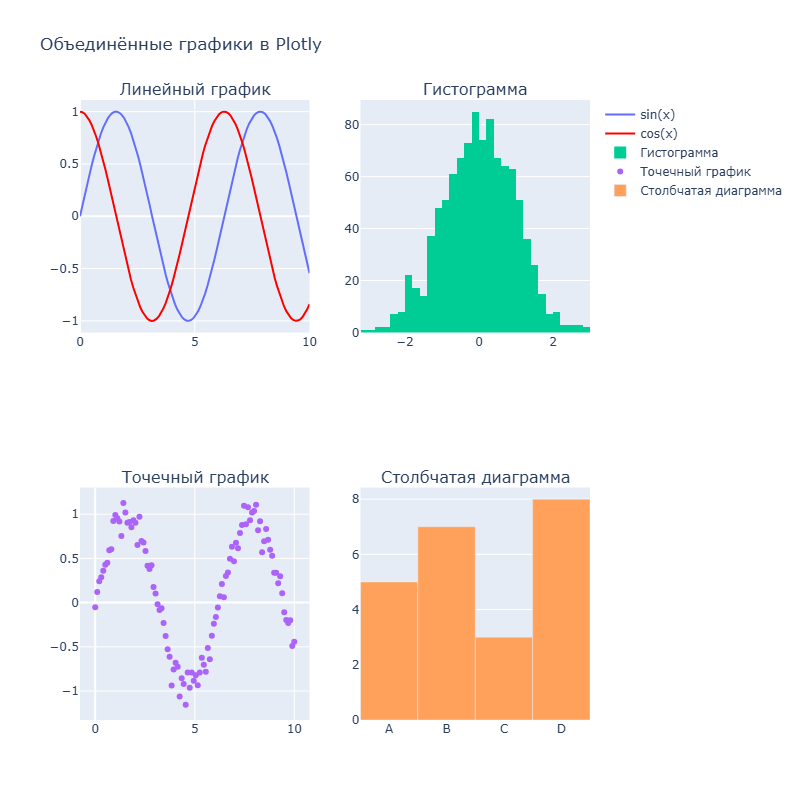 Объединённые графики в Plotly
Линейный график
1
0.5
0
−0.5
−1
0
5
10
Гистограмма
80
60
40
20
0
−2
0
2
sin(x)
cos(x)
Гистограмма
Точечный график
Столбчатая диаграмма
Точечный график
1
0.5
0
−0.5
−1
0
5
10
Столбчатая диаграмма
8
6
4
2
0
A
B
C
D